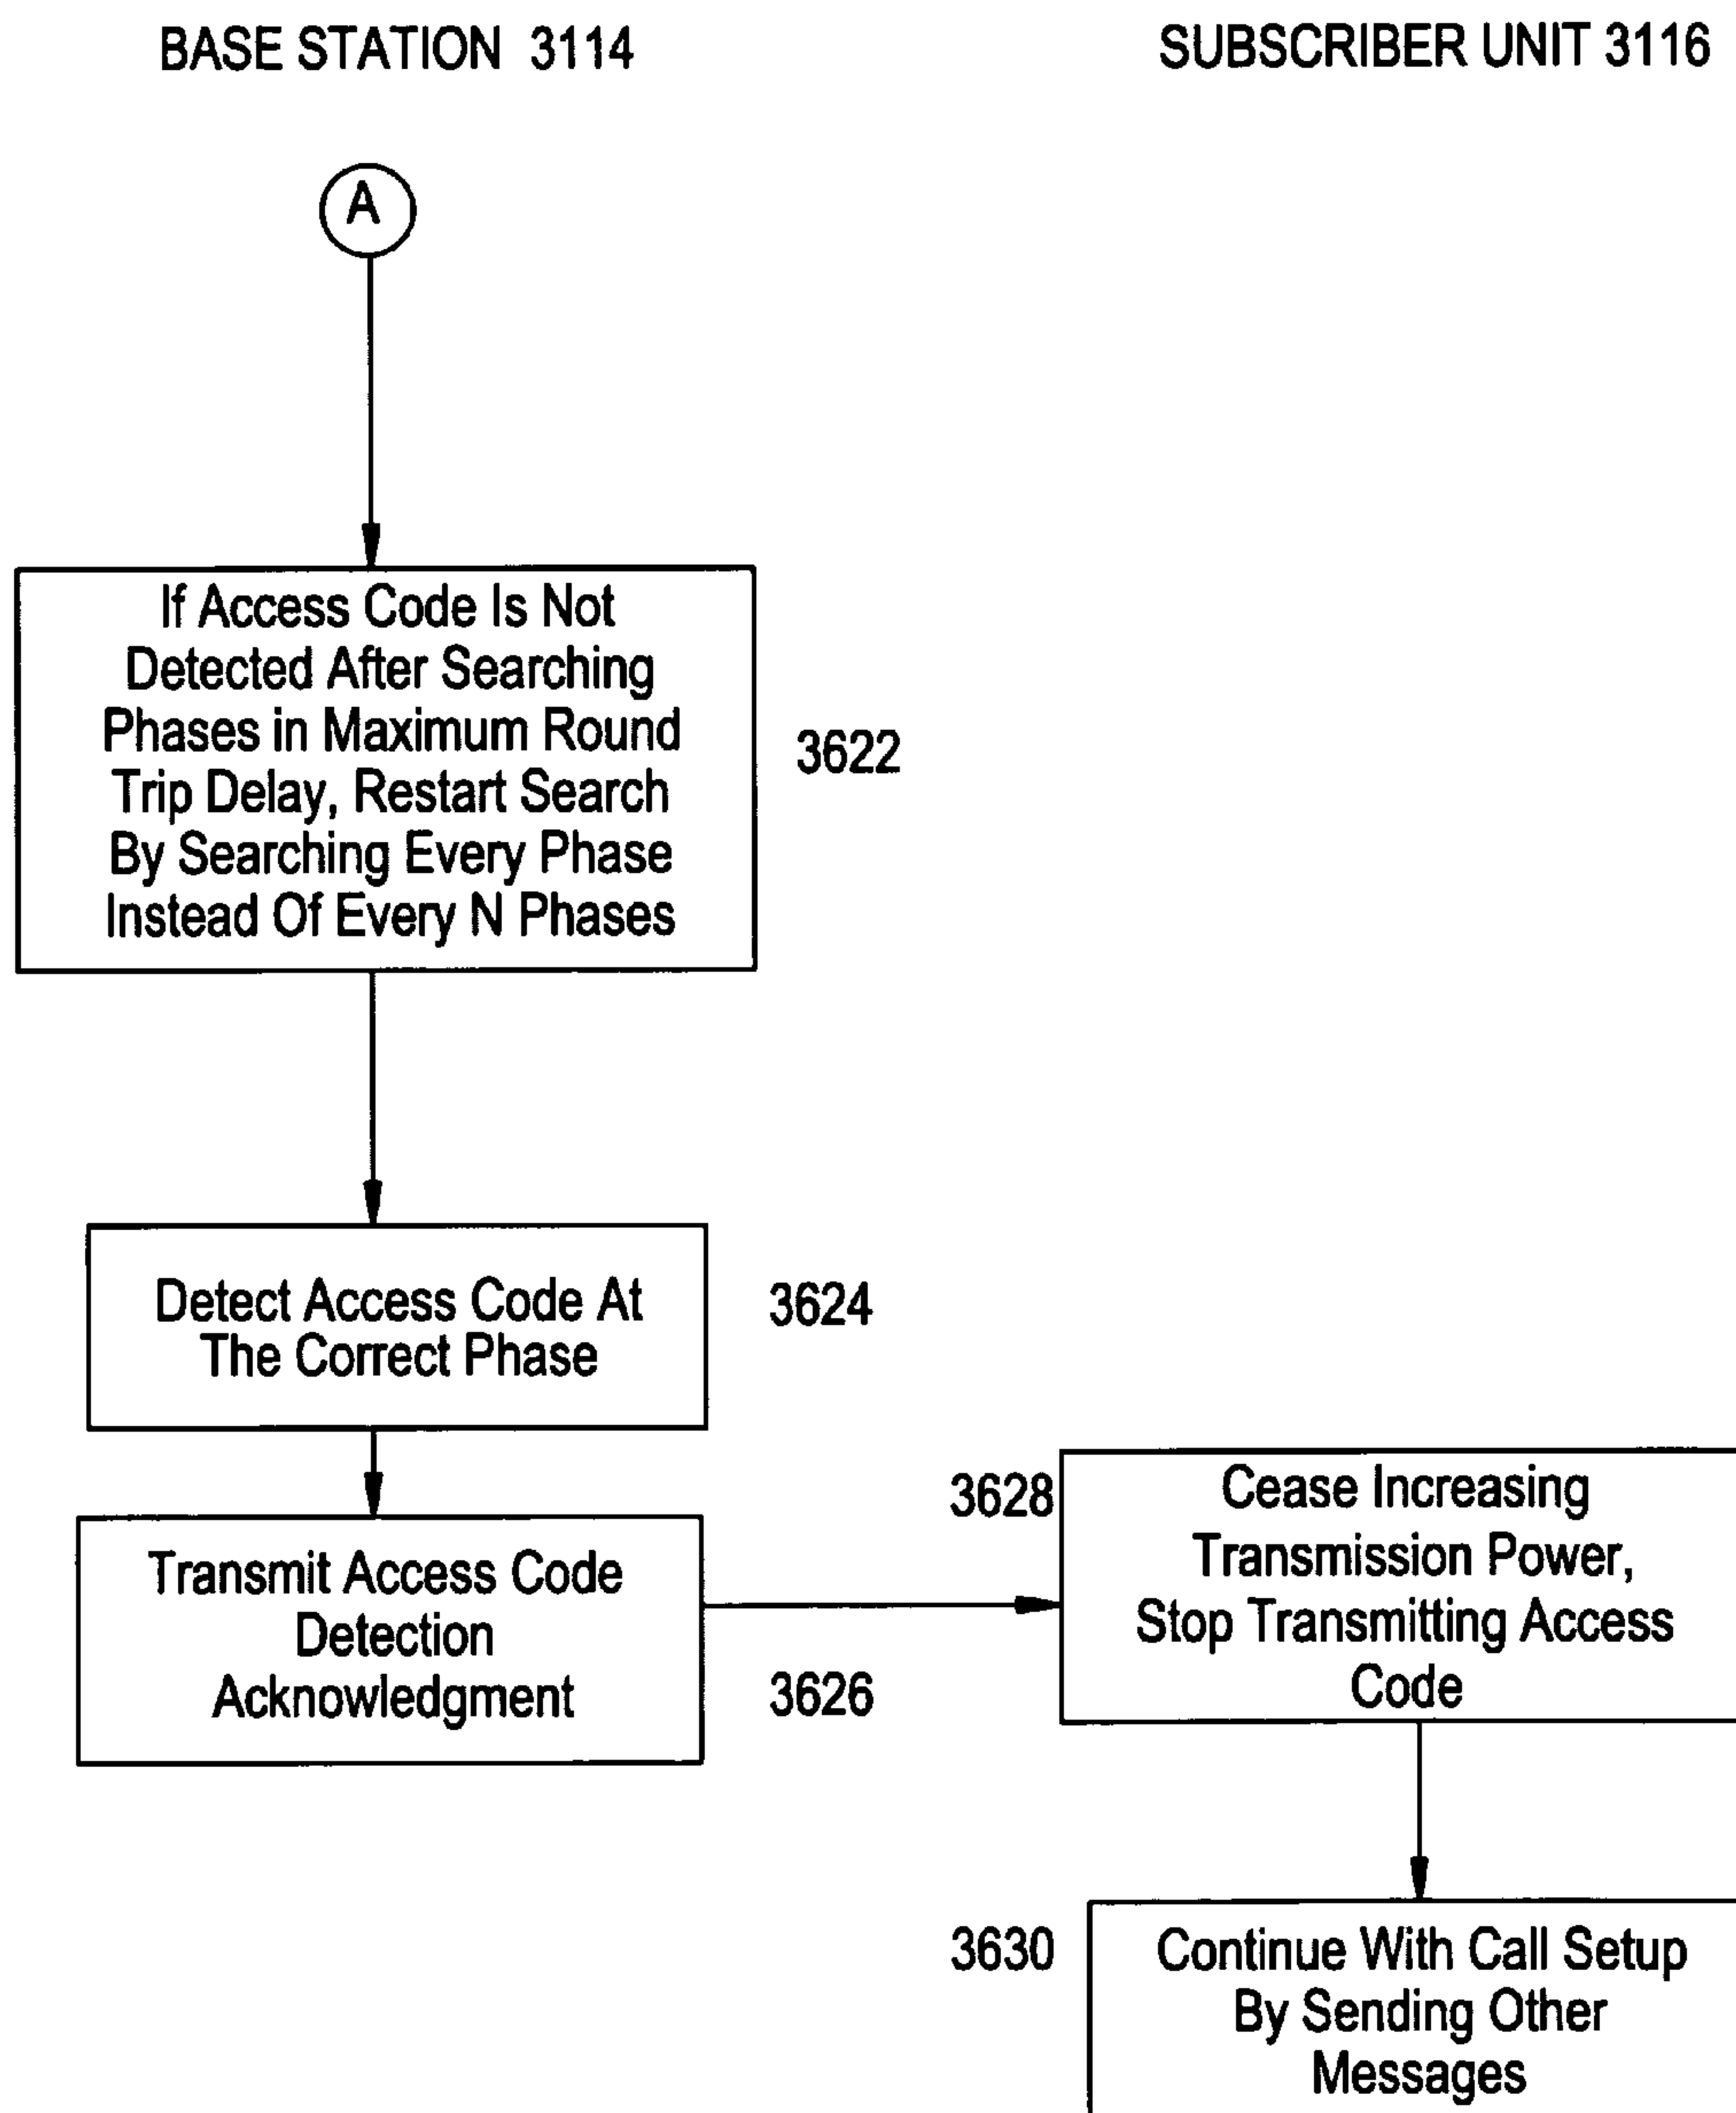 BASE STATION 3114
SUBSCRIBER UNIT 3116
A
If Access Code Is Not
Detected After Searching
Phases in Maximum Round
Trip Delay, Restart Search
By Searching Every Phase
Instead Of Every N Phases
3622
Detect Access Code At
The Correct Phase
3624
Transmit Access Code
Detection
Acknowledgment
3626
3628
Cease Increasing
Transmission Power,
Stop Transmitting Access
Code
3630
Continue With Call Setup
By Sending Other
Messages